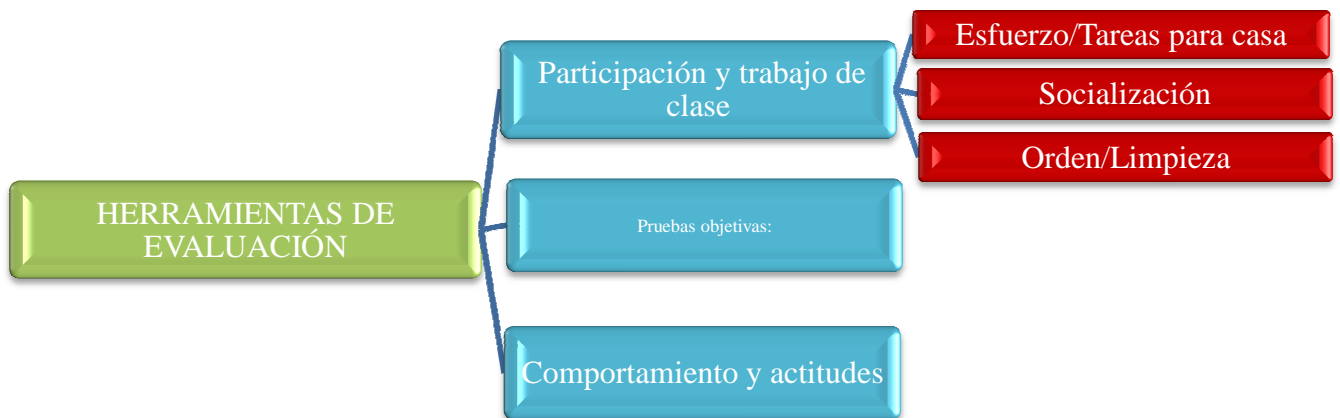 HERRAMIENTAS DE
EVALUACIÓN
Participación y trabajo de
clase
Esfuerzo/Tareas para casa
Socialización
Orden/Limpieza
Pruebas objetivas:
Comportamiento y actitudes